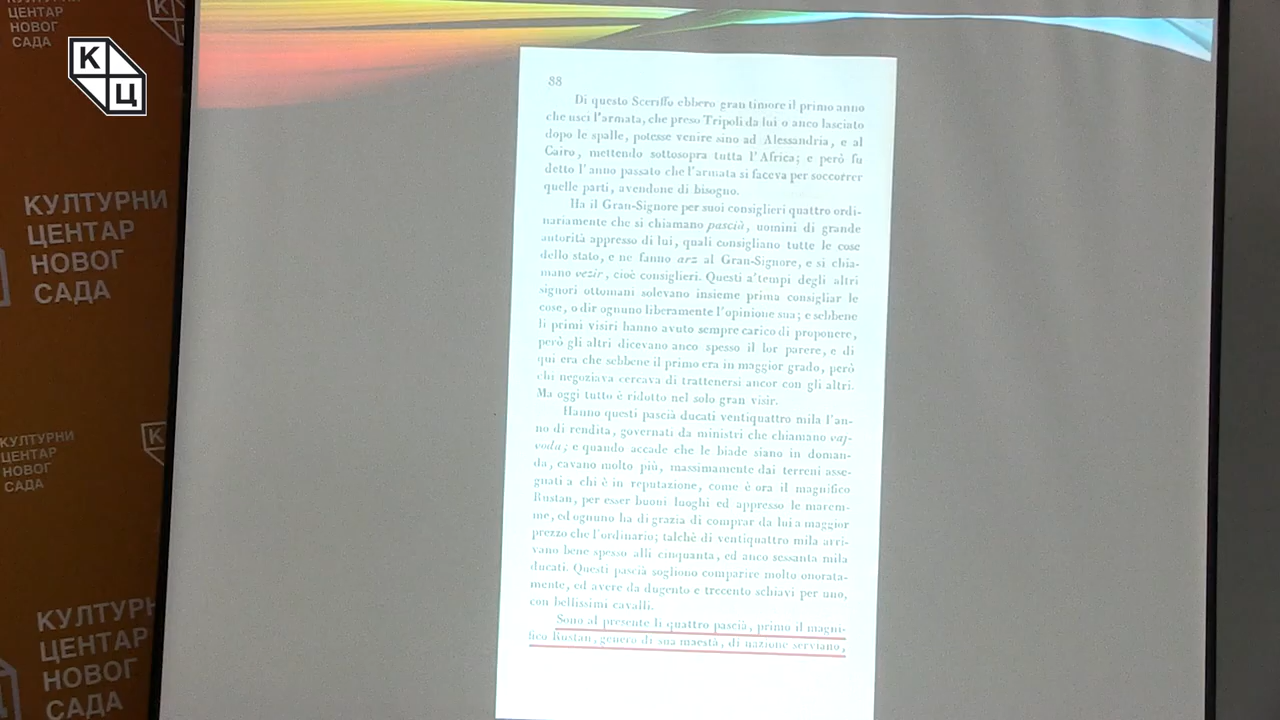 КУЛТУРНИ
ЦЕНТАР
НОВОГ
САДА
К
Ц
КЦ
КУЛТУРНИ
ЦЕНТАР
НОВОГ
САДА
КУЛТУРНИ
ЦЕНТАР
НОВОГ
САДА
К
КУЛТУРН
ЦЕНТАР
НОВОГ
САДА
88
Di questo Sceriffo ebbero gran timore il primo anno
che uscì l'armata, che preso Tripoli da lui o anco lasciato
dopo le spalle, potesse venire sino ad Alessandria, e al
Cairo, mettendo sottosopra tutta l'Africa; e però fu
detto l'anno passato che l'armata si faceva per soccorrer
quelle parti, avendone di bisogno.
Ha il Gran-Signore per suoi consiglieri quattro ordi-
nariamente che si chiamano pascià, uomini di grande
autorità appresso di lui, quali consigliano tutte le cose
dello stato, e ne fanno arz al Gran-Signore, e si chia-
mano vezir, cioè consiglieri. Questi a'tempi degli altri
signori ottomani solevano insieme prima consigliar le
cose, o dir ognuno liberamente l'opinione sua; e sebbene
li primi visiri hanno avuto sempre carico di proporre,
però gli altri dicevano anco spesso il lor parere, e di
qui era che sebbene il primo era in maggior grado, però
chi negoziava cercava di trattenersi ancor con gli altri.
Ma oggi tutto è ridotto nel solo gran visir.
Hanno questi pascià ducati ventiquattro mila l'an-
no di rendita, governati da ministri che chiamano vaj-
voda; e quando accade che le biade siano in doman-
da, cavano molto più, massimamente dai terreni asse-
gnati a chi è in reputazione, come è ora il magnifico
Rustan, per esser buoni luoghi ed appresso le marem-
me, ed ognuno ha di grazia di comprar da lui a maggior
prezzo che l'ordinario; talchè di ventiquattro mila arri-
vano bene spesso alli cinquanta, ed anco sessanta mila
ducati. Questi pascià sogliono comparire molto onorata-
mente, ed avere da dugento e trecento schiavi per uno,
con bellissimi cavalli.
Sono al presente li quattro pascià, primo il magni-
fico Rustan, genero di sua maestà, di nazione serviano,